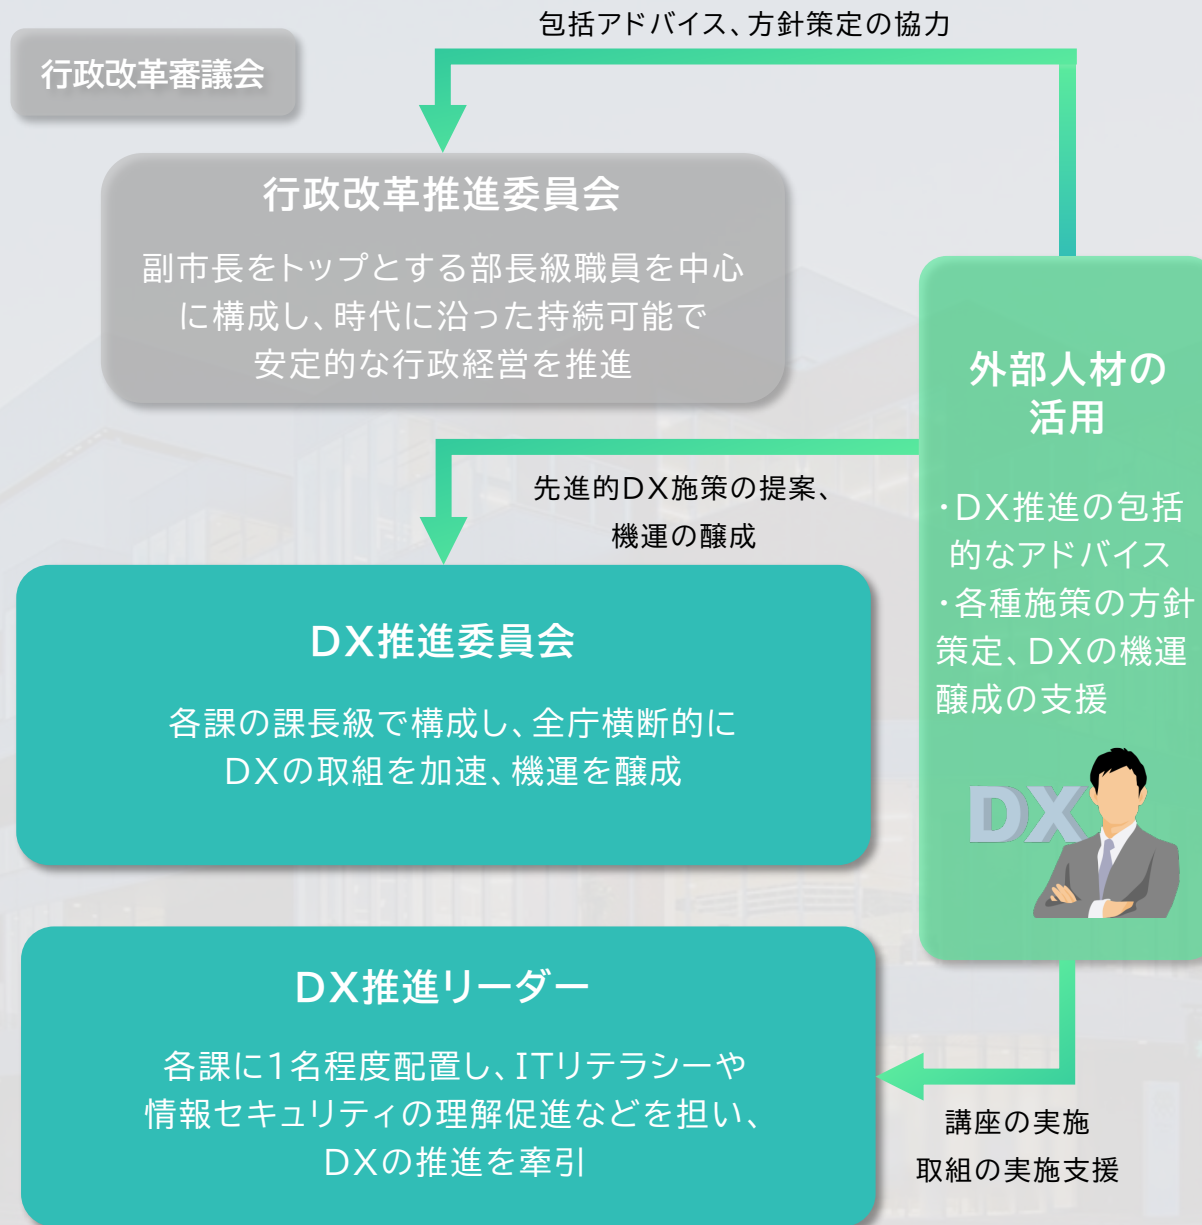 包括アドバイス、方針策定の協力
行政改革審議会
行政改革推進委員会
副市長をトップとする部長級職員を中心
に構成し、時代に沿った持続可能で
安定的な行政経営を推進
外部人材の
活用
・DX推進の包括
的なアドバイス
・各種施策の方針
策定、DXの機運
醸成の支援
DX
先進的DX施策の提案、
機運の醸成
DX推進委員会
各課の課長級で構成し、全庁横断的に
DXの取組を加速、機運を醸成
DX推進リーダー
各課に1名程度配置し、ITリテラシーや
情報セキュリティの理解促進などを担い、
DXの推進を牽引
講座の実施
取組の実施支援